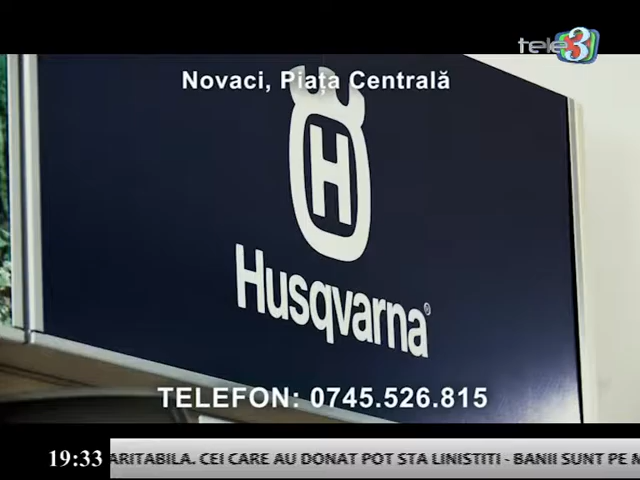 tele3
Novaci, Piața Centrală
H
Husqvarna®
TELEFON: 0745.526.815
19:33
ARITABILA. CEI CARE AU DONAT POT STA LINISTITI - BANII SUNT PE M